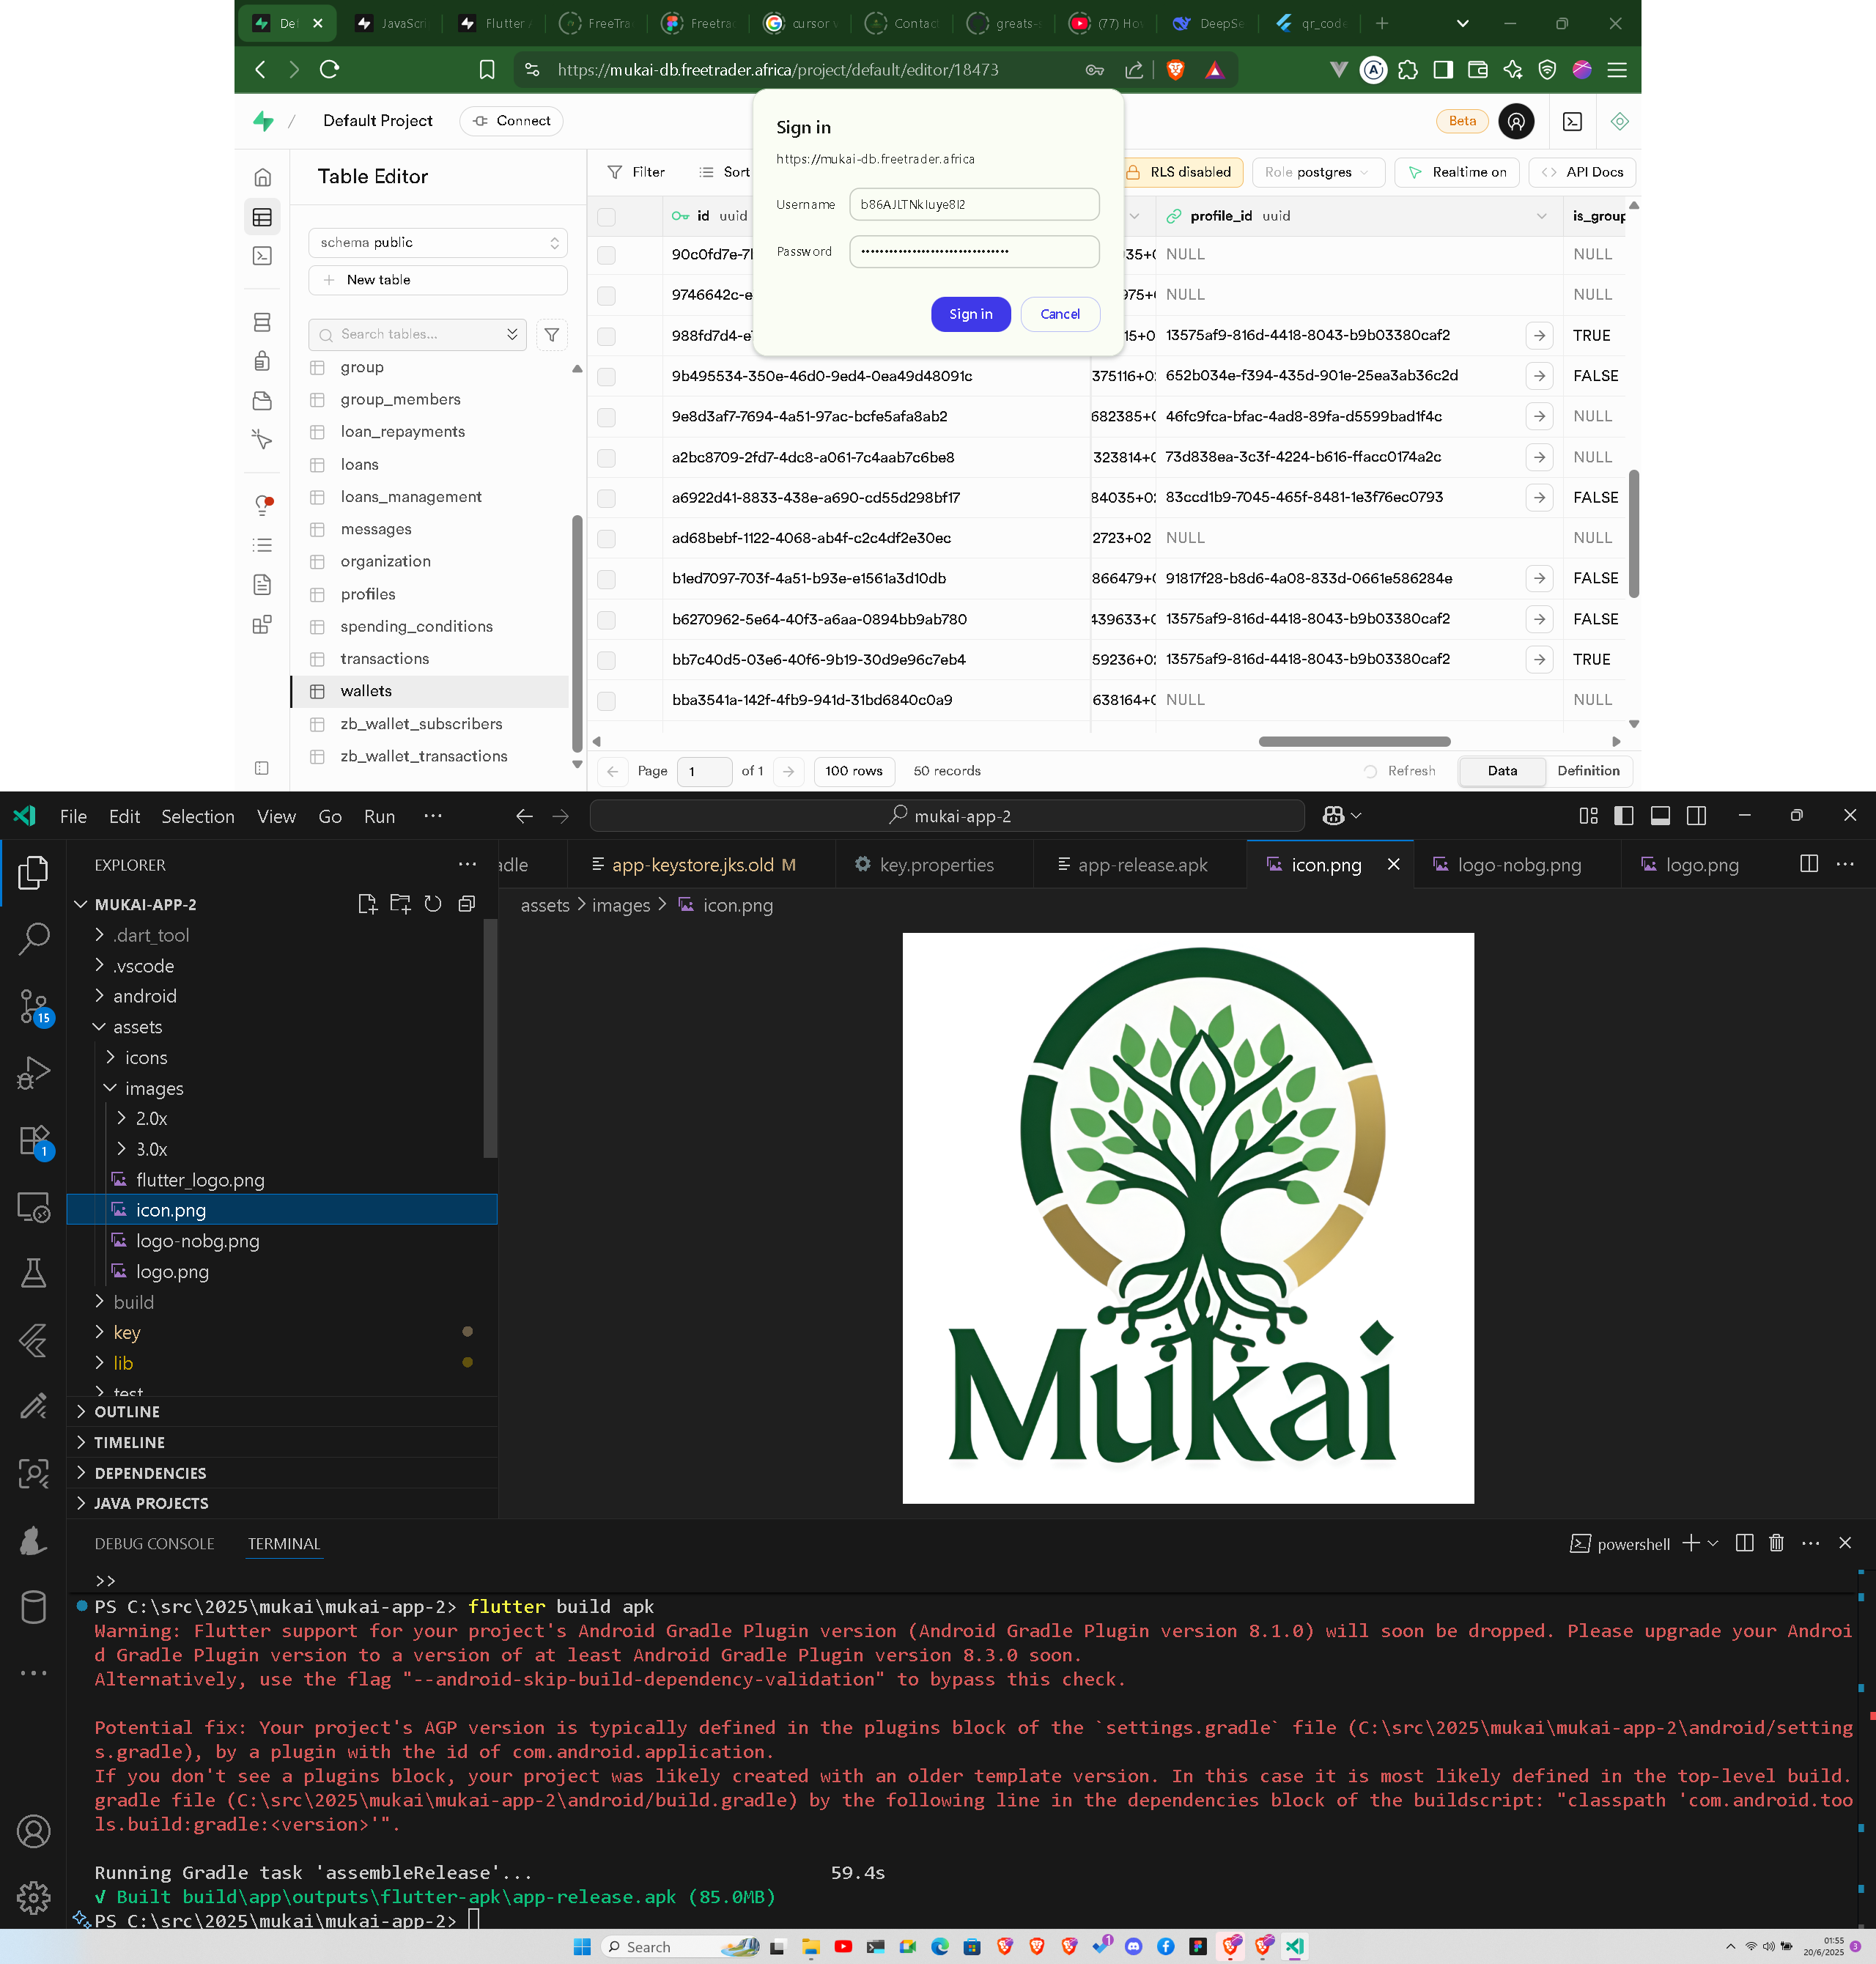 Def
JavaScri
Flutter
FreeTra
Freetra
cursor v
Contac
greats-
(77) Ho
DeepSe
qr_code
https://mukai-db.freetrader.africa/project/default/editor/18473
/ Default Project
Connect
Beta
Table Editor
schema public
New table
Search tables...
group
group_members
loan_repayments
loans
loans_management
messages
organization
profiles
spending_conditions
transactions
wallets
zb_wallet_subscribers
zb_wallet_transactions
Filter
Sort
RLS disabled
Role postgres
Realtime on
API Docs
id uuid
profile_id uuid
is_group
90c0fd7e-7 035+0 NULL NULL
9746642c-e 975+0 NULL NULL
988fd7d4-e 15+0 13575af9-816d-4418-8043-b9b03380caf2 TRUE
9b495534-350e-46d0-9ed4-0ea49d48091c 375116+02 652b034e-f394-435d-901e-25ea3ab36c2d FALSE
9e8d3af7-7694-4a51-97ac-bcfe5afa8ab2 682385+0 46fc9fca-bfac-4ad8-89fa-d5599bad1f4c NULL
a2bc8709-2fd7-4dc8-a061-7c4aab7c6be8 323814+0 73d838ea-3c3f-4224-b616-ffacc0174a2c NULL
a6922d41-8833-438e-a690-cd55d298bf17 84035+02 83ccd1b9-7045-465f-8481-1e3f76ec0793 FALSE
ad68bebf-1122-4068-ab4f-c2c4df2e30ec 2723+02 NULL NULL
b1ed7097-703f-4a51-b93e-e1561a3d10db 866479+0 91817f28-b8d6-4a08-833d-0661e586284e FALSE
b6270962-5e64-40f3-a6aa-0894bb9ab780 439633+0 13575af9-816d-4418-8043-b9b03380caf2 FALSE
bb7c40d5-03e6-40f6-9b19-30d9e96c7eb4 59236+02 13575af9-816d-4418-8043-b9b03380caf2 TRUE
bba3541a-142f-4fb9-941d-31bd6840c0a9 638164+0 NULL NULL
Page 1 of 1
100 rows
50 records
Refresh
Data
Definition
Sign in
https://mukai-db.freetrader.africa
Username b86AJLTNkIuye8I2
Password ••••••••••••••••••••••••••••••••
Sign in
Cancel
File Edit Selection View Go Run ···
mukai-app-2
EXPLORER
MUKAI-APP-2
.dart_tool
.vscode
android
assets
icons
images
2.0x
3.0x
flutter_logo.png
icon.png
logo-nobg.png
logo.png
build
key
lib
test
OUTLINE
TIMELINE
DEPENDENCIES
JAVA PROJECTS
15
1
adle
app-keystore.jks.old M
key.properties
app-release.apk
icon.png
logo-nobg.png
logo.png
assets > images > icon.png
Mukai
DEBUG CONSOLE
TERMINAL
powershell
>>
PS C:\src\2025\mukai\mukai-app-2> flutter build apk
Warning: Flutter support for your project's Android Gradle Plugin version (Android Gradle Plugin version 8.1.0) will soon be dropped. Please upgrade your Androi
d Gradle Plugin version to a version of at least Android Gradle Plugin version 8.3.0 soon.
Alternatively, use the flag "--android-skip-build-dependency-validation" to bypass this check.
Potential fix: Your project's AGP version is typically defined in the plugins block of the `settings.gradle` file (C:\src\2025\mukai\mukai-app-2\android/setting
s.gradle), by a plugin with the id of com.android.application.
If you don't see a plugins block, your project was likely created with an older template version. In this case it is most likely defined in the top-level build.
gradle file (C:\src\2025\mukai\mukai-app-2\android/build.gradle) by the following line in the dependencies block of the buildscript: "classpath 'com.android.too
ls.build:gradle:<version>'".
Running Gradle task 'assembleRelease'... 59.4s
√ Built build\app\outputs\flutter-apk\app-release.apk (85.0MB)
PS C:\src\2025\mukai\mukai-app-2>
Search
1
01:55
20/6/2025
3